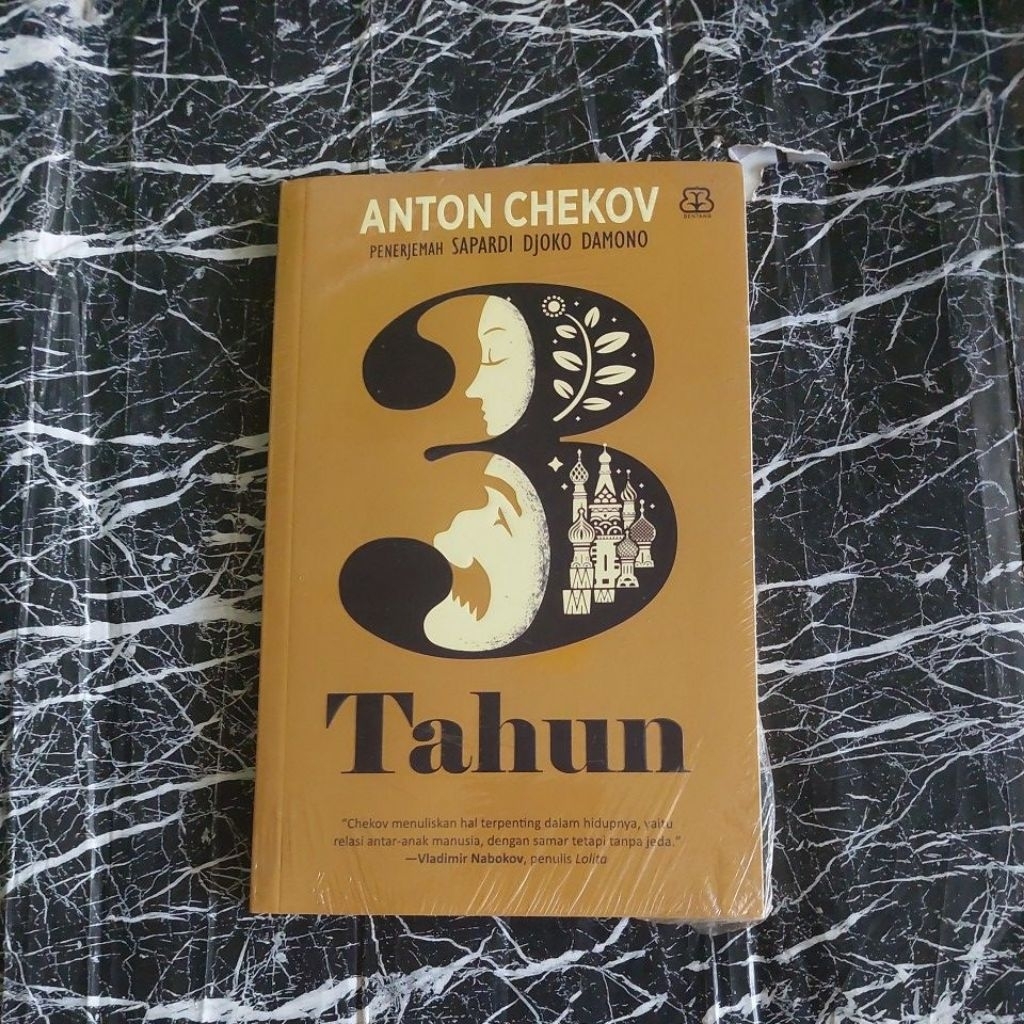 ANTON CHEKOV
BENTANG
PENERJEMAH SAPARDI DJOKO DAMONO
3
Tahun
“Chekov menuliskan hal terpenting dalam hidupnya, yaitu
relasi antar-anak manusia, dengan samar tetapi tanpa jeda.”
—Vladimir Nabokov, penulis Lolita